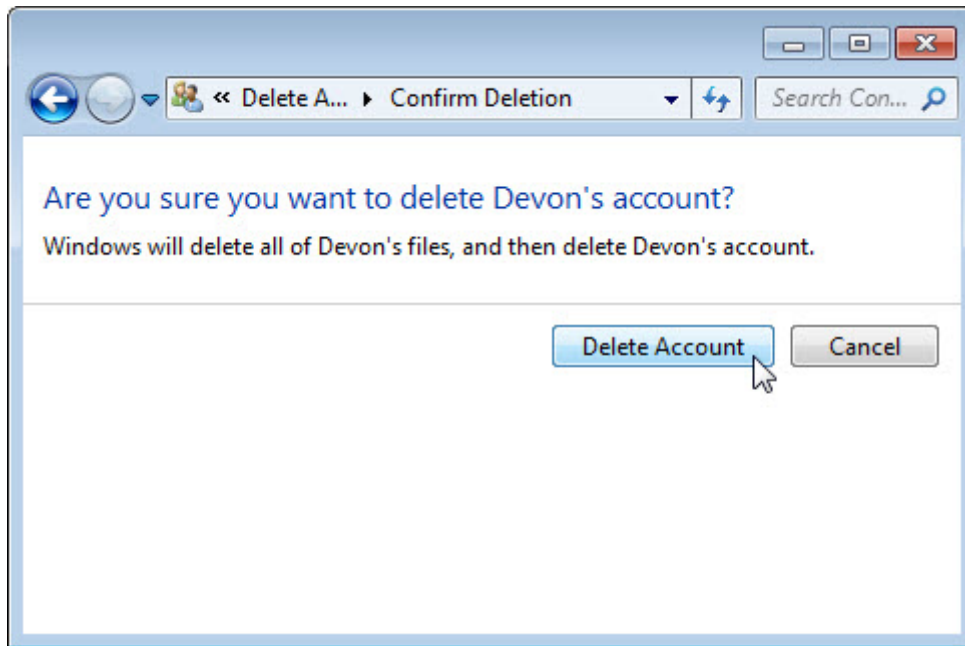 « Delete A... ▸ Confirm Deletion
Search Con...
Are you sure you want to delete Devon's account?
Windows will delete all of Devon's files, and then delete Devon's account.
Delete Account
Cancel